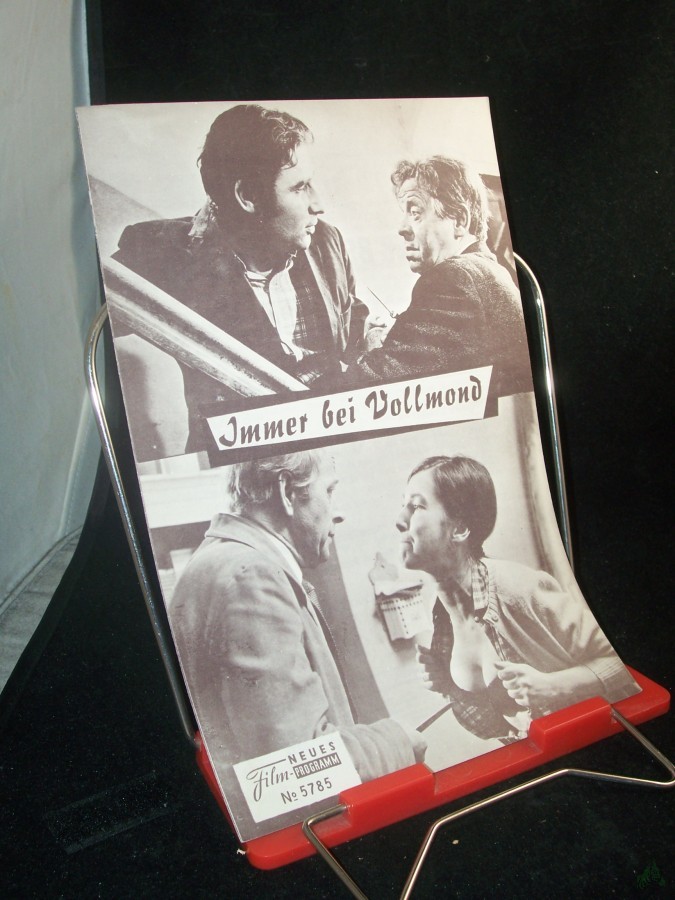 Immer bei Vollmond
NEUES
Film-PROGRAMM
No 5785